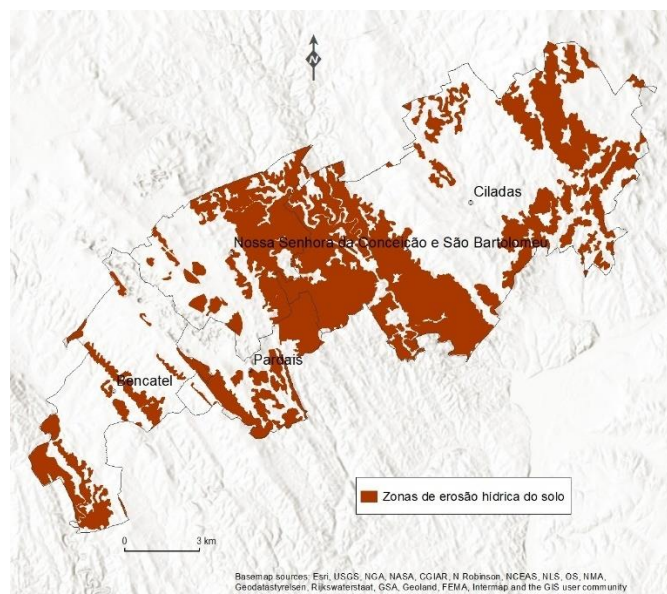 N
Ciladas
Nossa Senhora da Conceição e São Bartolomeu
Pardais
Bencatel
Zonas de erosão hídrica do solo
0 3 km
Basemap sources: Esri, USGS, NGA, NASA, CGIAR, N Robinson, NCEAS, NLS, OS, NMA,
Geodatastyrelsen, Rijkswaterstaat, GSA, Geoland, FEMA, Intermap and the GIS user community